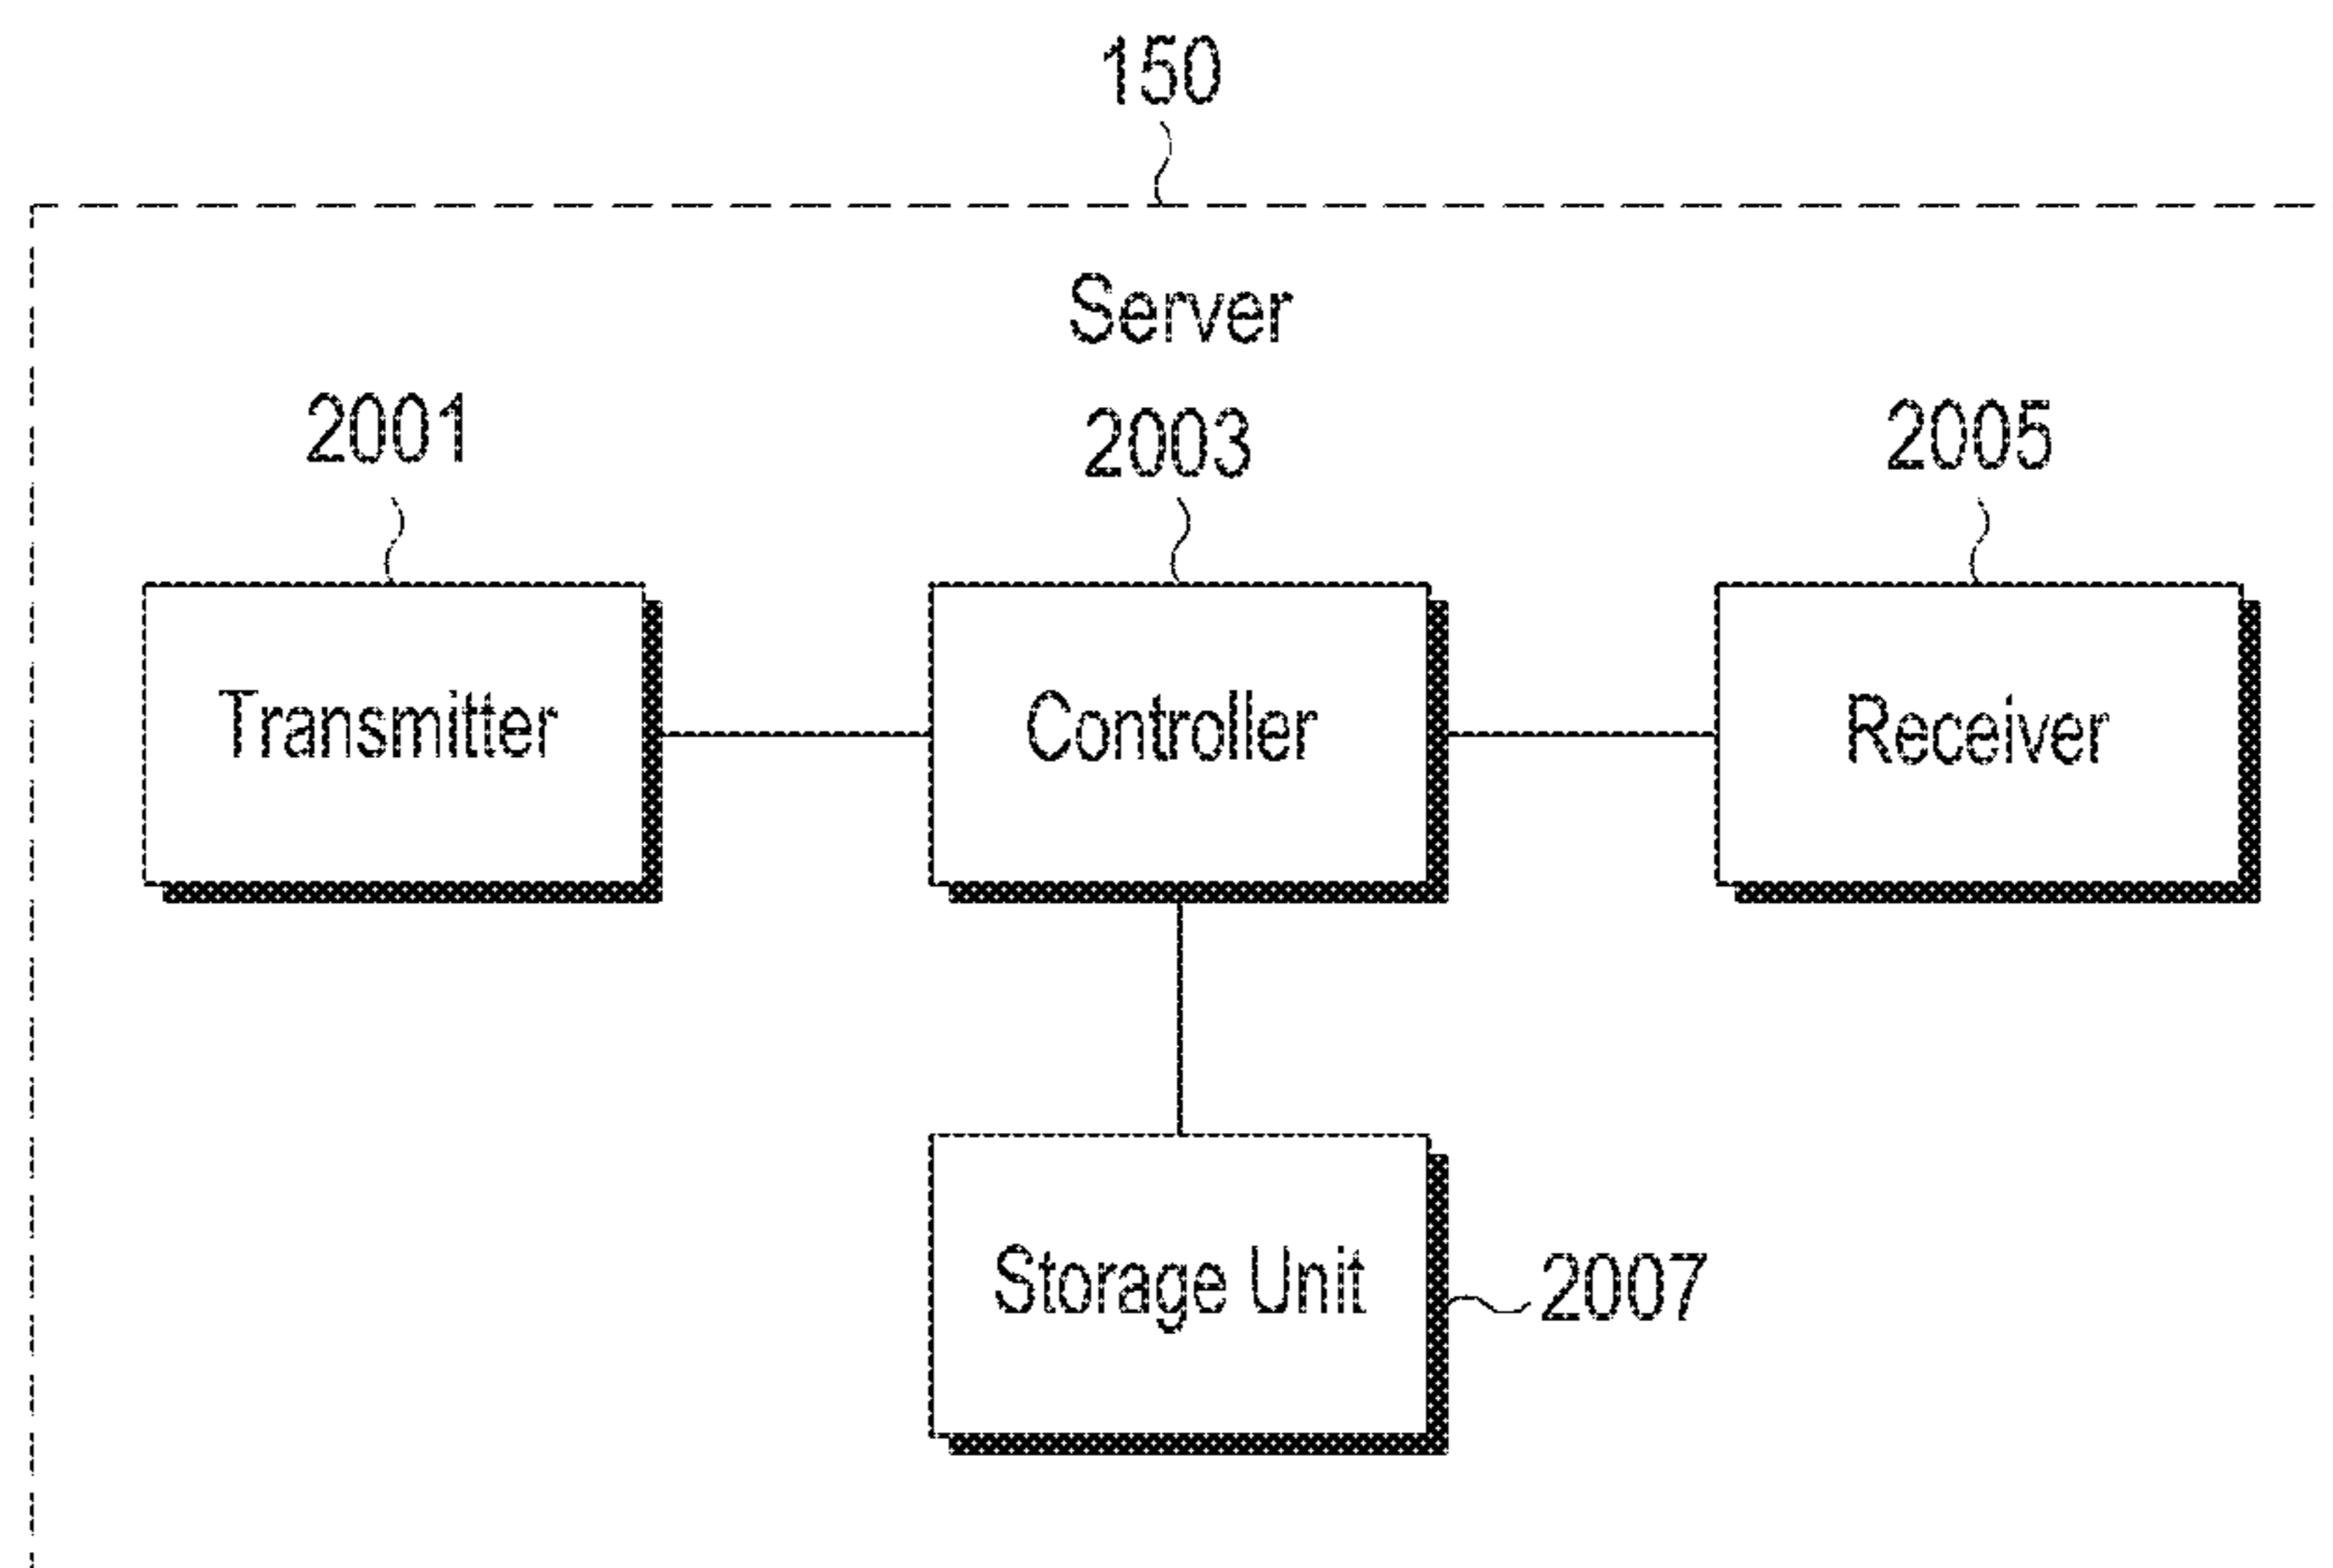 150
Server
2001
2003
2005
Transmitter
Controller
Receiver
Storage Unit
2007